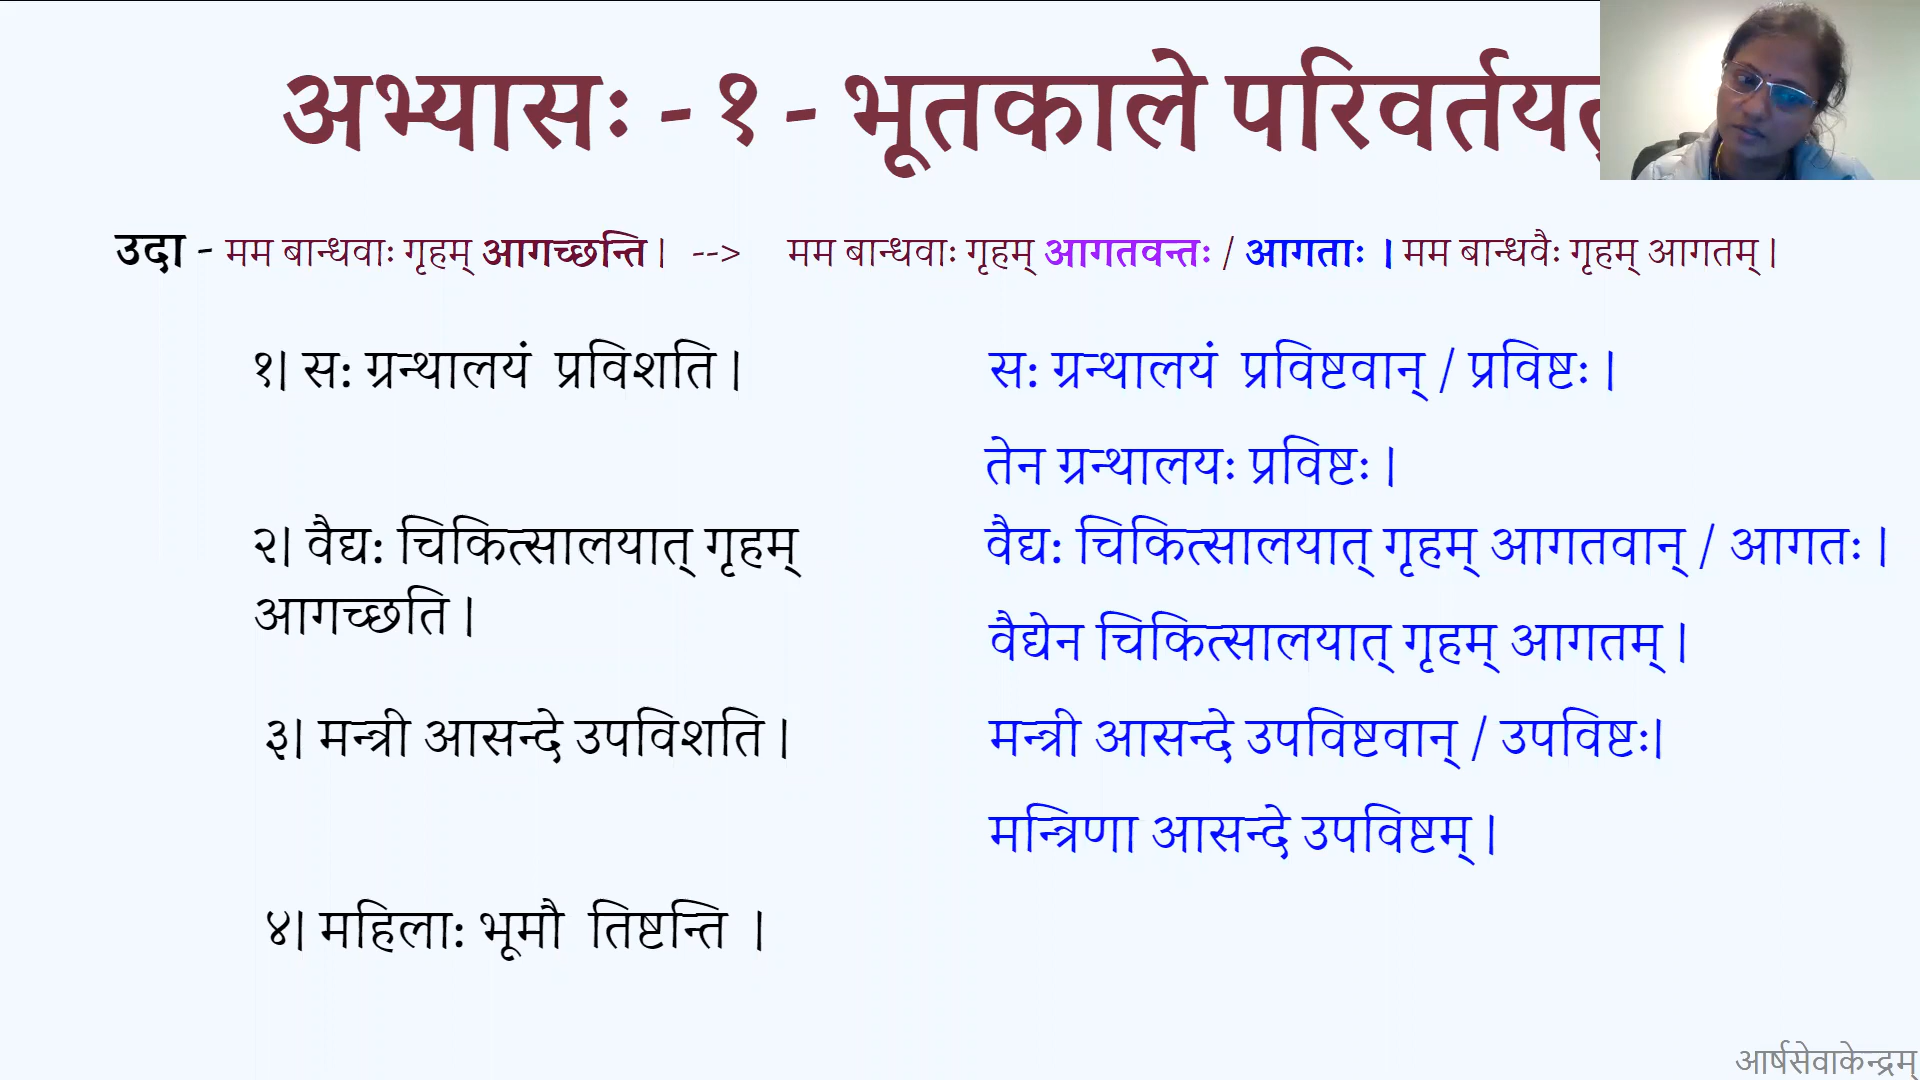 अभ्यासः - १ - भूतकाले परिवर्तयत
उदा - मम बान्धवाः गृहम् आगच्छन्ति । --> मम बान्धवाः गृहम् आगतवन्तः / आगताः । मम बान्धवैः गृहम् आगतम् ।
१। सः ग्रन्थालयं प्रविशति ।
सः ग्रन्थालयं प्रविष्टवान् / प्रविष्टः ।
तेन ग्रन्थालयः प्रविष्टः ।
२। वैद्यः चिकित्सालयात् गृहम्
आगच्छति ।
वैद्यः चिकित्सालयात् गृहम् आगतवान् / आगतः ।
वैद्येन चिकित्सालयात् गृहम् आगतम् ।
३। मन्त्री आसन्दे उपविशति ।
मन्त्री आसन्दे उपविष्टवान् / उपविष्टः।
मन्त्रिणा आसन्दे उपविष्टम् ।
४। महिलाः भूमौ तिष्टन्ति ।
आर्षसेवाकेन्द्रम्